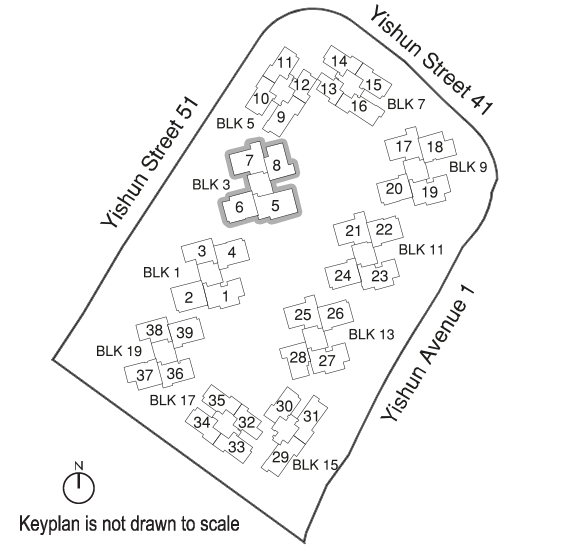 Yishun Street 41
Yishun Street 51
11
12
10
9
BLK 5
14
15
13
16
BLK 7
7
8
BLK 3
6
5
17
18
BLK 9
20
19
3
4
BLK 1
2
1
21
22
BLK 11
24
23
25
26
BLK 13
28
27
38
39
BLK 19
37
36
BLK 17
35
34
32
33
30
31
29
BLK 15
Yishun Avenue 1
N
Keyplan is not drawn to scale